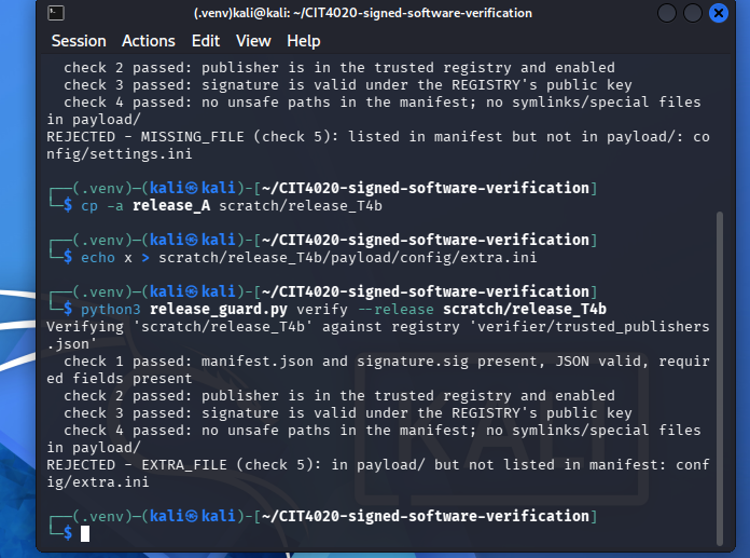 (.venv)kali@kali: ~/CIT4020-signed-software-verification
Session Actions Edit View Help
check 2 passed: publisher is in the trusted registry and enabled
check 3 passed: signature is valid under the REGISTRY's public key
check 4 passed: no unsafe paths in the manifest; no symlinks/special files
in payload/
REJECTED - MISSING_FILE (check 5): listed in manifest but not in payload/: co
nfig/settings.ini
┌──(.venv)─(kali㉿kali)-[~/CIT4020-signed-software-verification]
└─$ cp -a release_A scratch/release_T4b
┌──(.venv)─(kali㉿kali)-[~/CIT4020-signed-software-verification]
└─$ echo x > scratch/release_T4b/payload/config/extra.ini
┌──(.venv)─(kali㉿kali)-[~/CIT4020-signed-software-verification]
└─$ python3 release_guard.py verify --release scratch/release_T4b
Verifying 'scratch/release_T4b' against registry 'verifier/trusted_publishers
.json'
check 1 passed: manifest.json and signature.sig present, JSON valid, requir
ed fields present
check 2 passed: publisher is in the trusted registry and enabled
check 3 passed: signature is valid under the REGISTRY's public key
check 4 passed: no unsafe paths in the manifest; no symlinks/special files
in payload/
REJECTED - EXTRA_FILE (check 5): in payload/ but not listed in manifest: conf
ig/extra.ini
┌──(.venv)─(kali㉿kali)-[~/CIT4020-signed-software-verification]
└─$
KALI